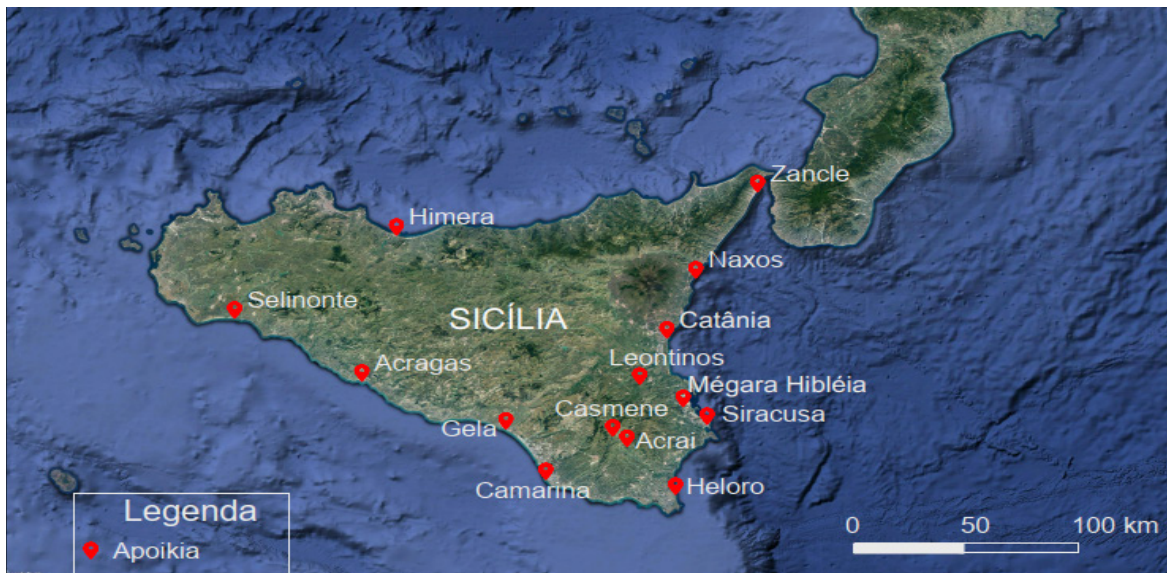 Zancle
Himera
Naxos
Selinonte
SICÍLIA
Catânia
Leontinos
Acragas
Mégara Hibléia
Casmene
Siracusa
Gela
Acrai
Camarina
Heloro
Legenda
Apoikia
0 50 100 km